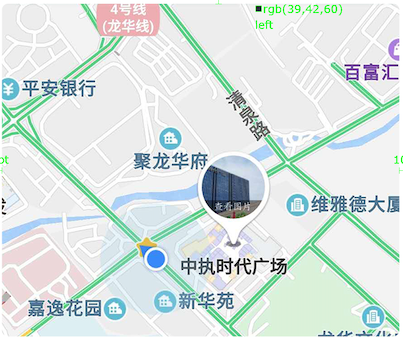 4号线
(龙华线)
rgb(39,42,60)
left
百富汇
平安银行
清泉路
聚龙华府
查看图片
维雅德大厦
中执时代广场
嘉逸花园
新华苑